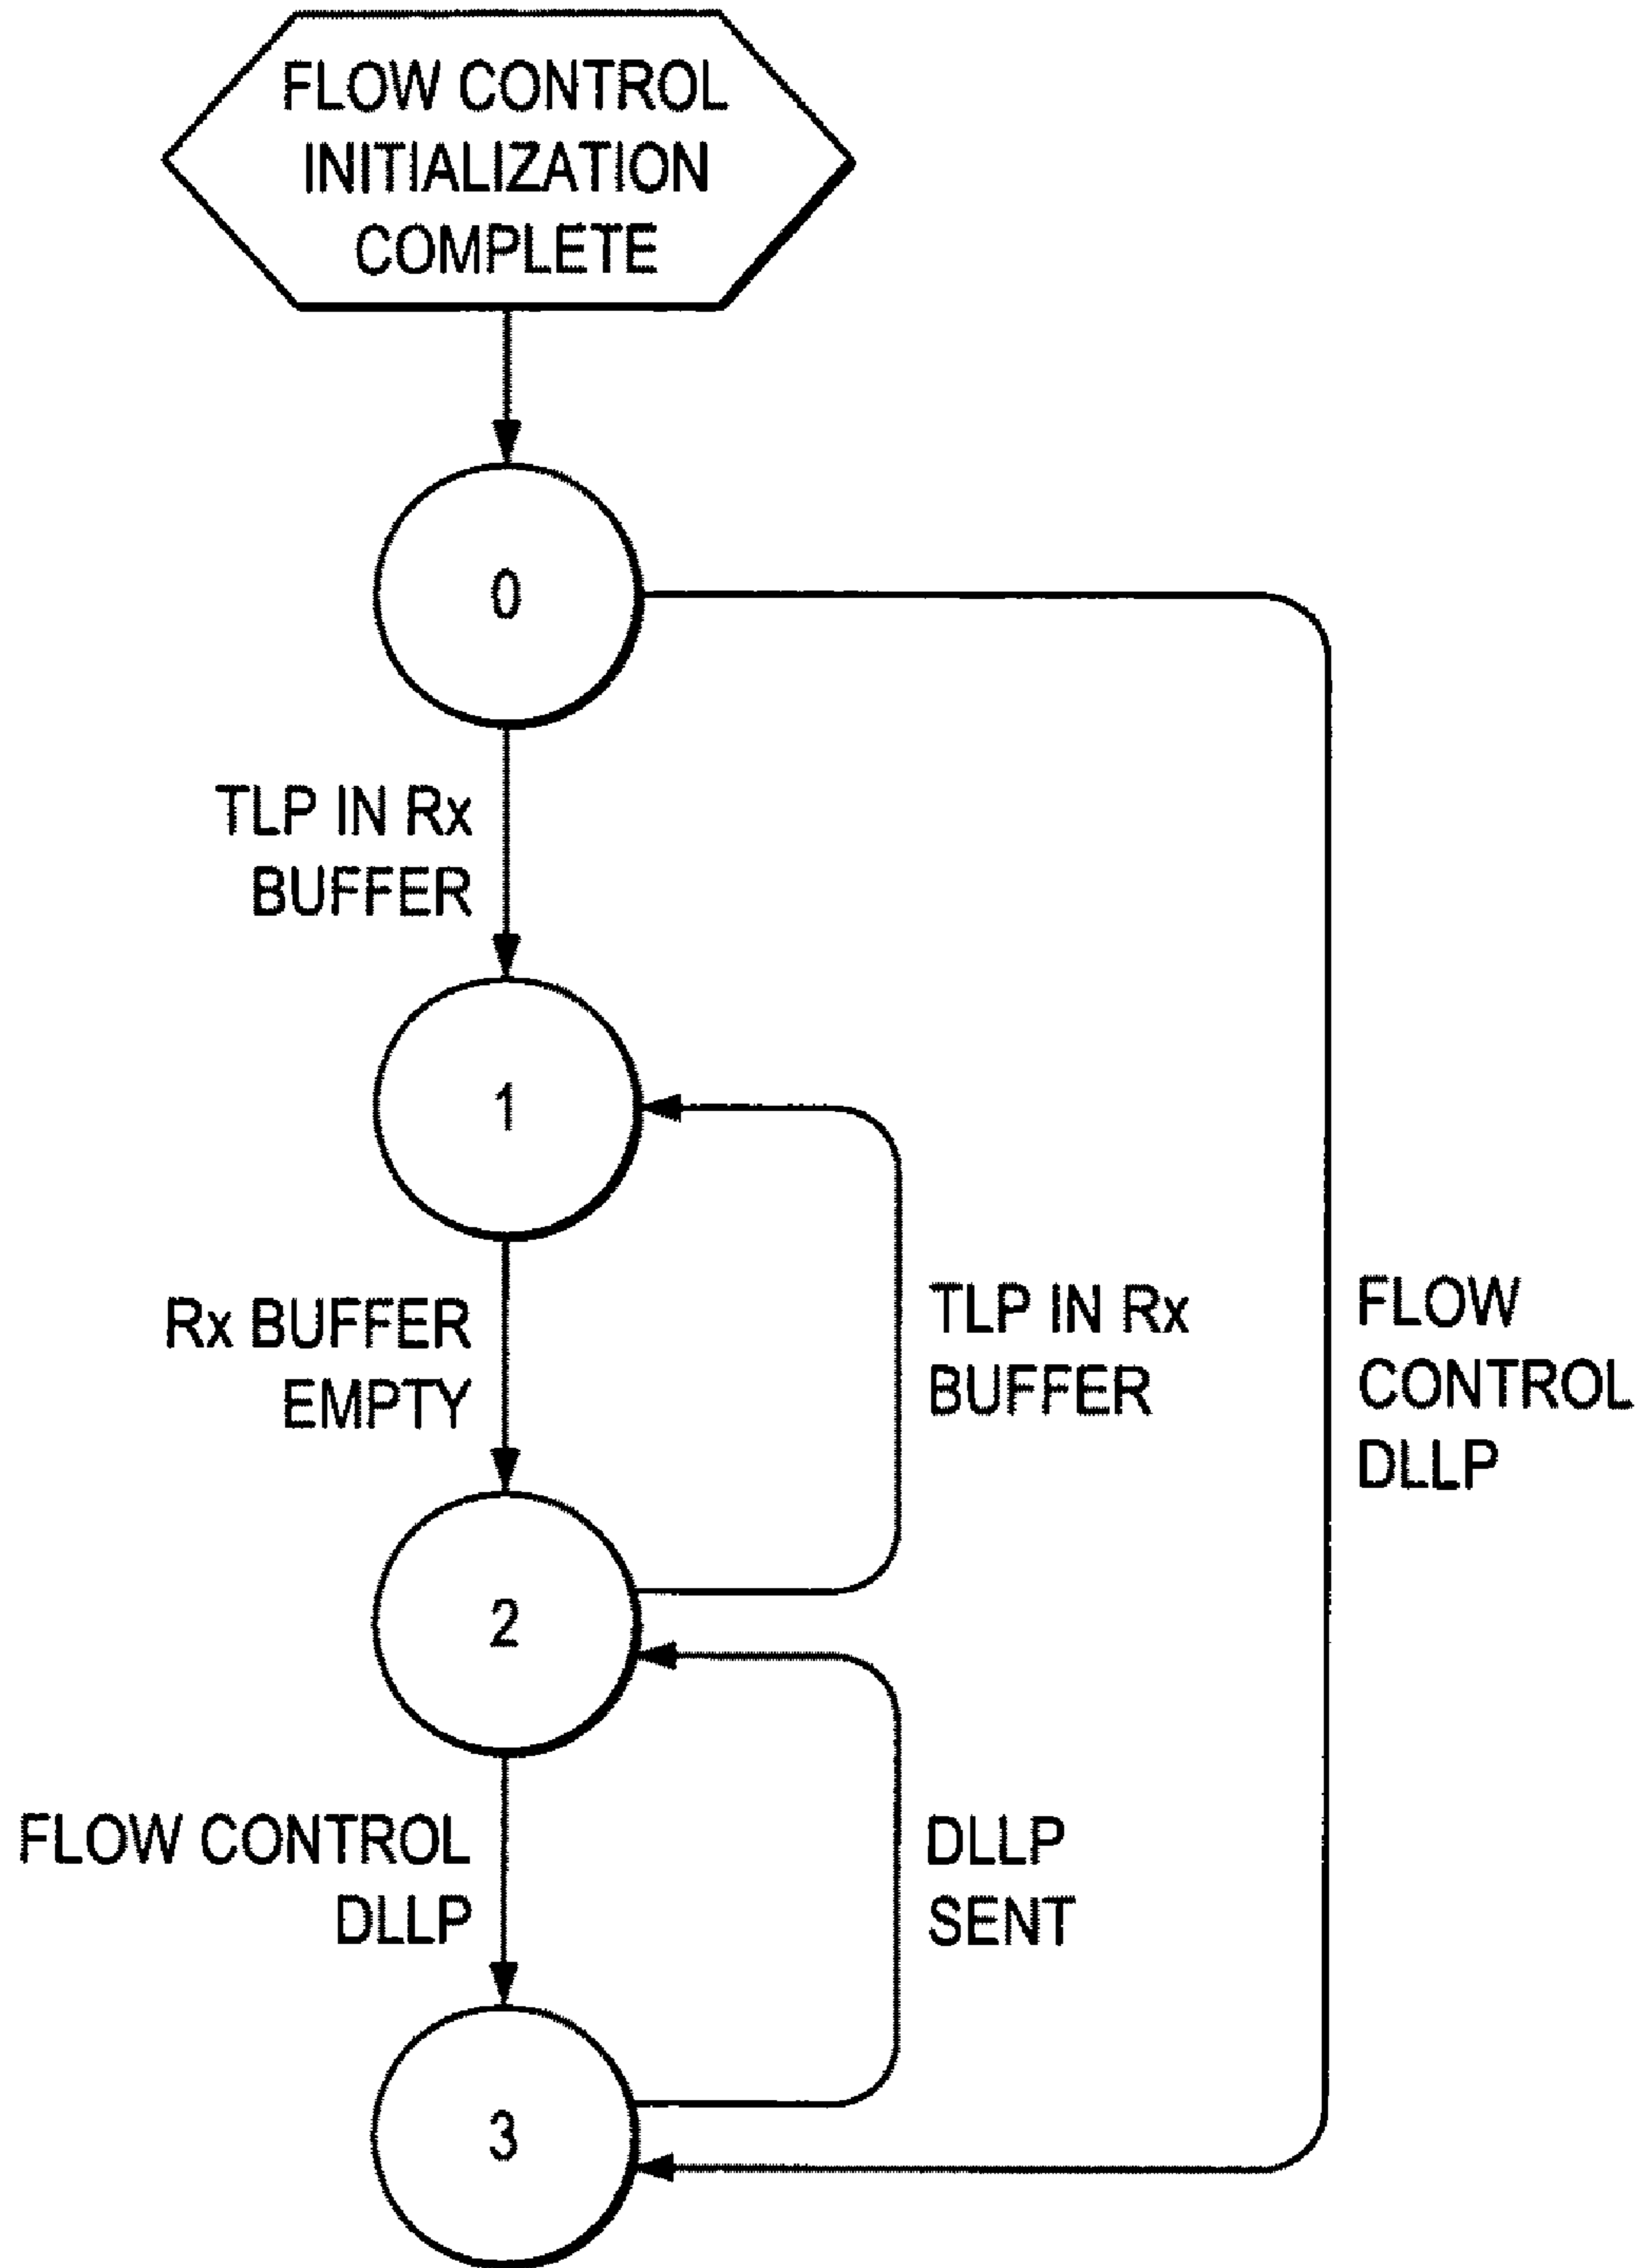 FLOW CONTROL
INITIALIZATION
COMPLETE
0
TLP IN Rx
BUFFER
1
Rx BUFFER
EMPTY
TLP IN Rx
BUFFER
FLOW
CONTROL
DLLP
2
FLOW CONTROL
DLLP
DLLP
SENT
3